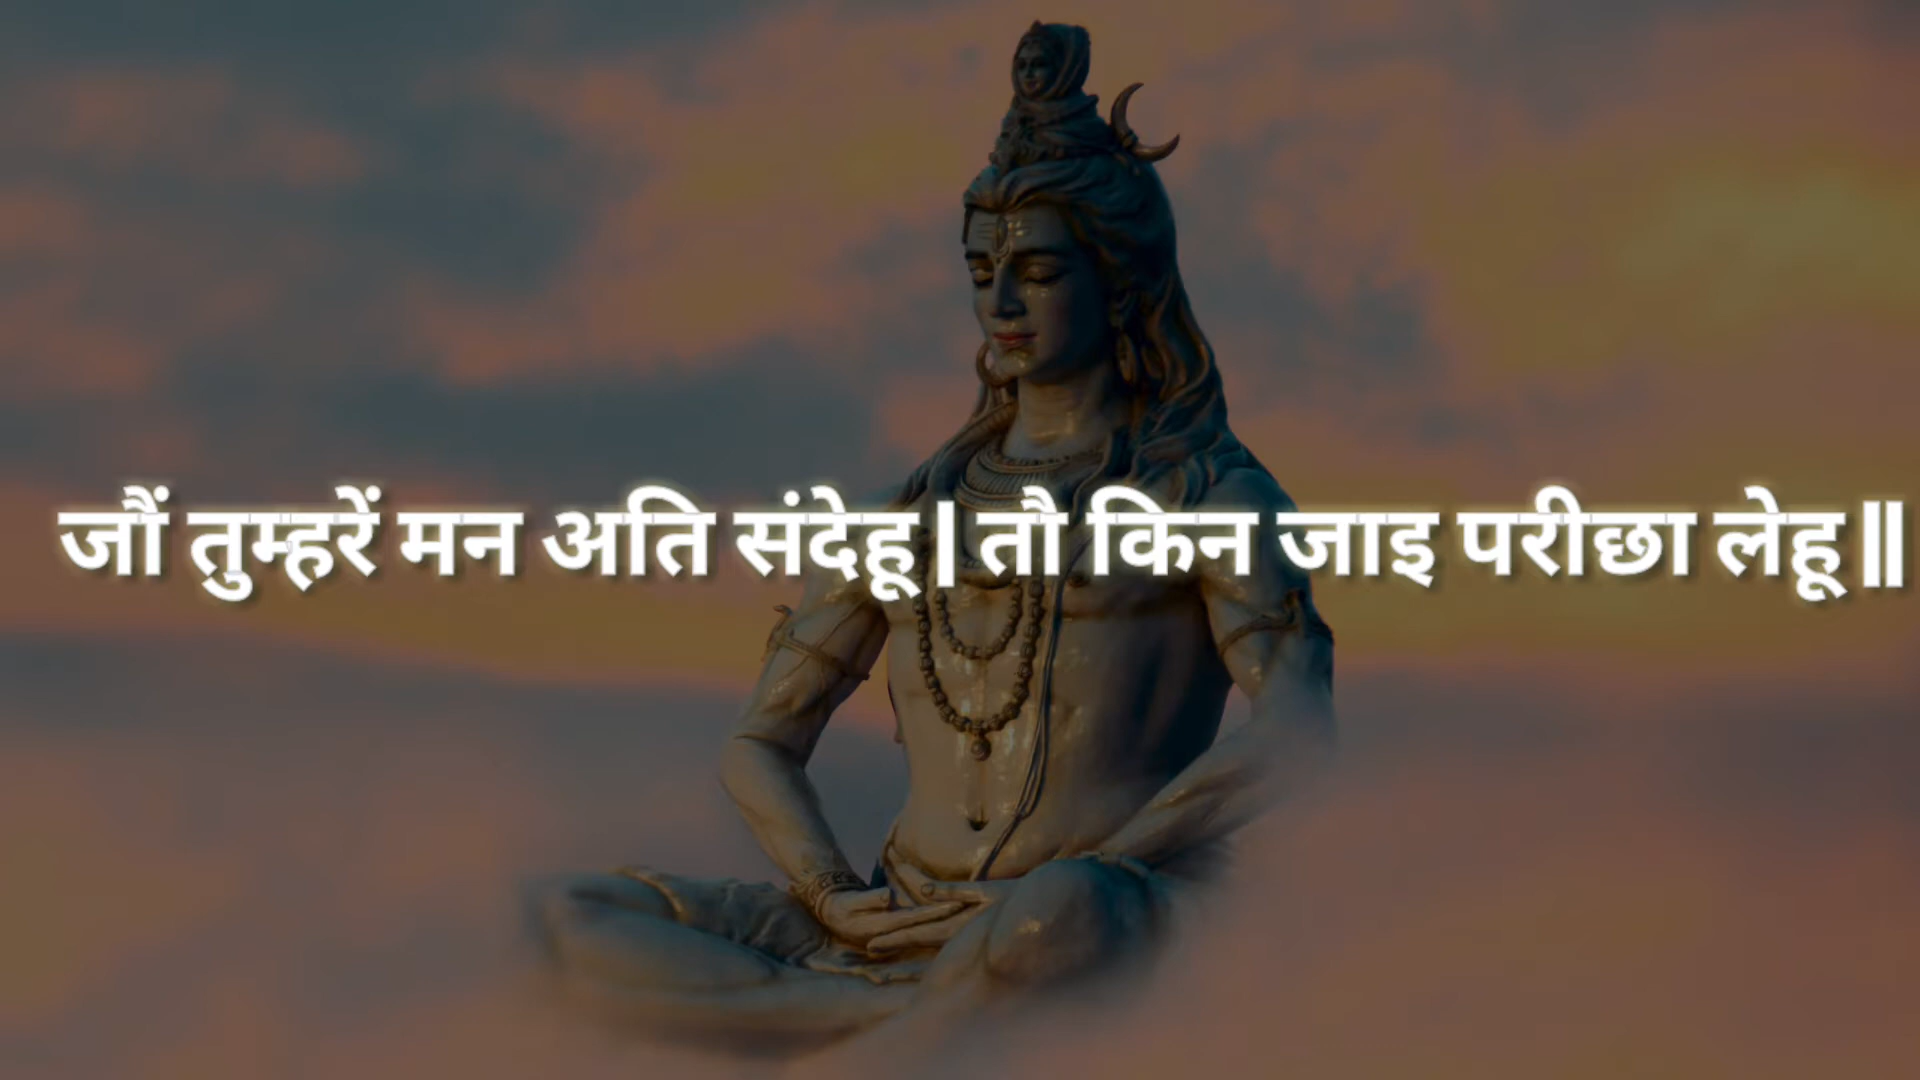 जौं तुम्हरें मन अति संदेहू। तौ किन जाइ परीछा लेहू॥